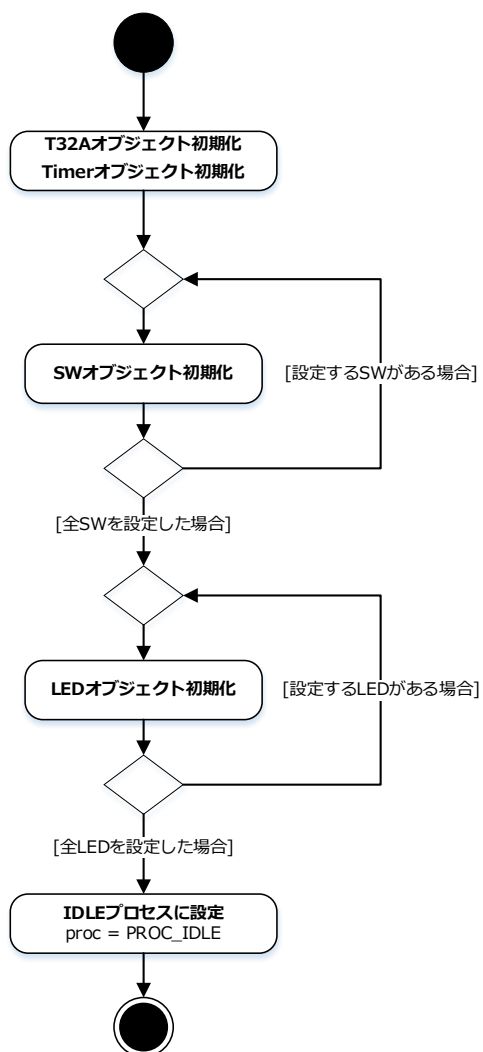 T32Aオブジェクト初期化
Timerオブジェクト初期化
SWオブジェクト初期化
[設定するSWがある場合]
[全SWを設定した場合]
LEDオブジェクト初期化
[設定するLEDがある場合]
[全LEDを設定した場合]
IDLEプロセスに設定
proc = PROC_IDLE